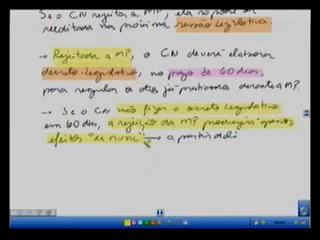 Se o CN rejeitar a MP, ela só pode ser
reeditada na próxima sessão legislativa
→ Rejeitada a MP, o CN deverá elaborar
decreto legislativo, no prazo de 60 dias,
para regular os atos já praticados durante a MP.
→ Se o CN não fizer o decreto legislativo
em 60 dias, a rejeição da MP produzirá apenas
efeitos "ex nunc" → a partir dali